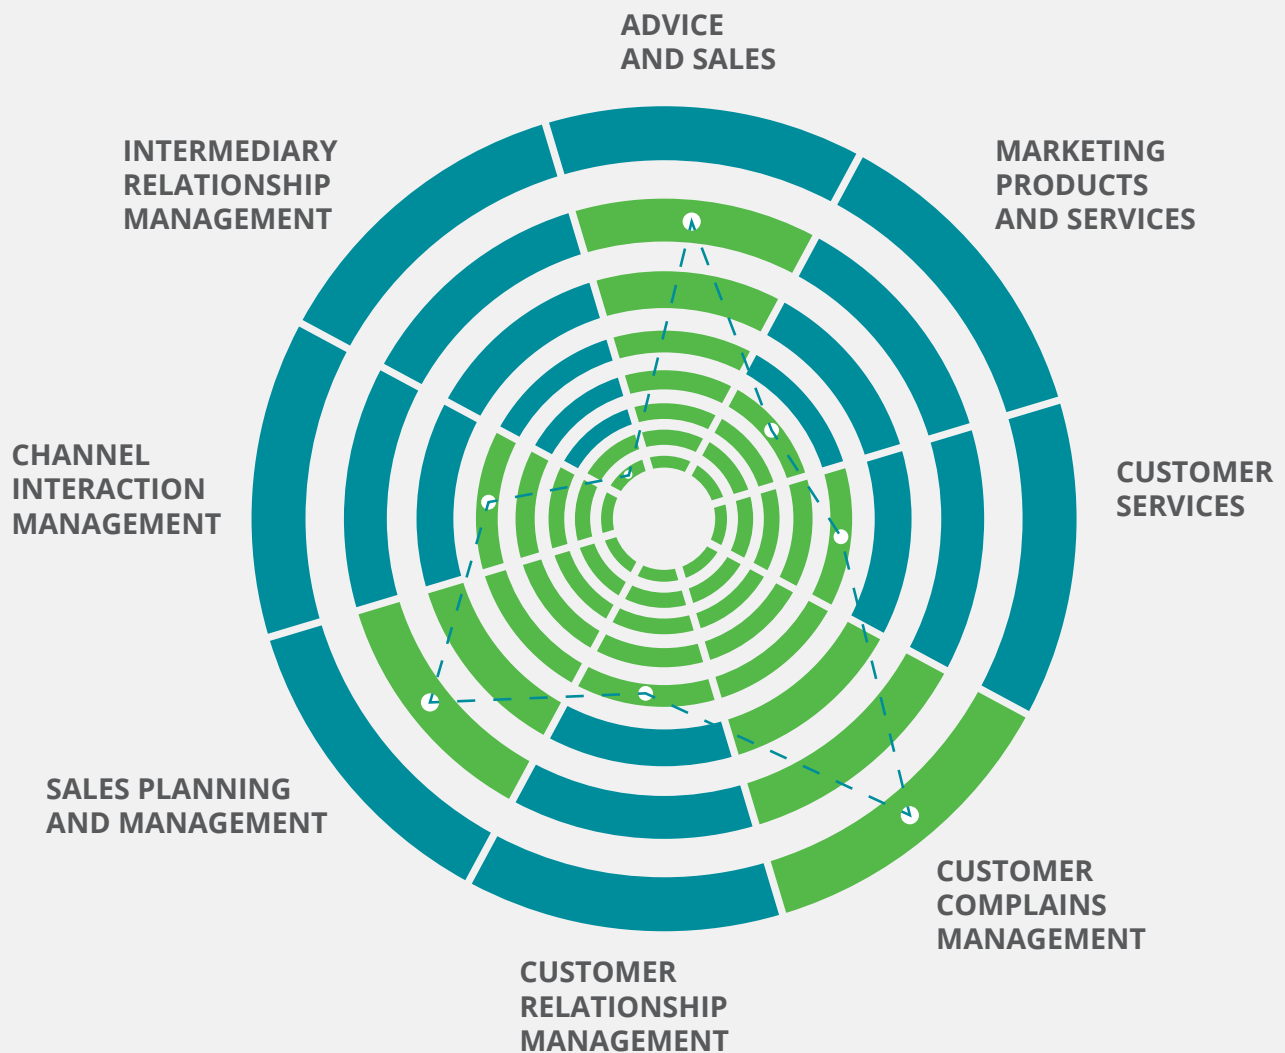 ADVICE
AND SALES
INTERMEDIARY
RELATIONSHIP
MANAGEMENT
MARKETING
PRODUCTS
AND SERVICES
CHANNEL
INTERACTION
MANAGEMENT
CUSTOMER
SERVICES
SALES PLANNING
AND MANAGEMENT
CUSTOMER
COMPLAINS
MANAGEMENT
CUSTOMER
RELATIONSHIP
MANAGEMENT